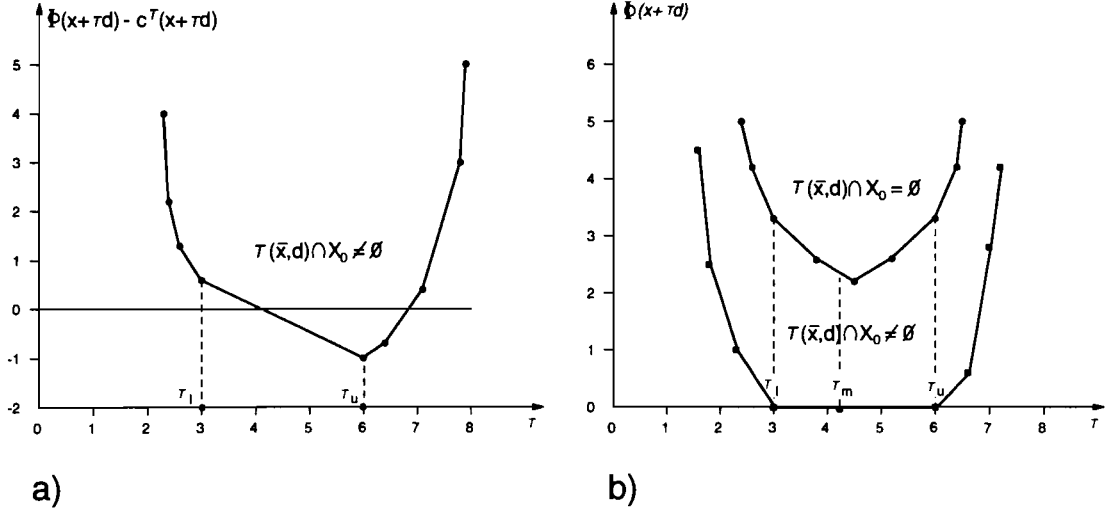 Φ(x+τd) - cᵀ(x+τd)
5
4
3
2
1
0
-1
-2
τ(x̄,d)∩X₀≠∅
τ_l
τ_u
0 1 2 3 4 5 6 7 8 τ
a)
Φ(x+τd)
6
5
4
3
2
1
0
τ(x̄,d)∩X₀=∅
τ(x̄,d)∩X₀≠∅
τ_l τ_m τ_u
0 1 2 3 4 5 6 7 8 τ
b)